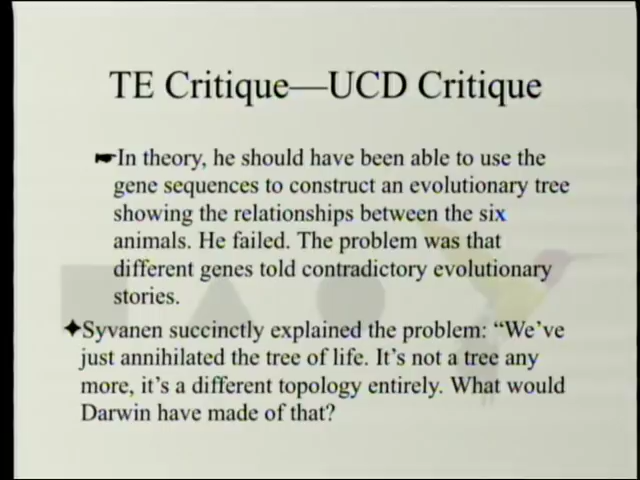 TE Critique—UCD Critique
In theory, he should have been able to use the
gene sequences to construct an evolutionary tree
showing the relationships between the six
animals. He failed. The problem was that
different genes told contradictory evolutionary
stories.
Syvanen succinctly explained the problem: “We’ve
just annihilated the tree of life. It’s not a tree any
more, it’s a different topology entirely. What would
Darwin have made of that?